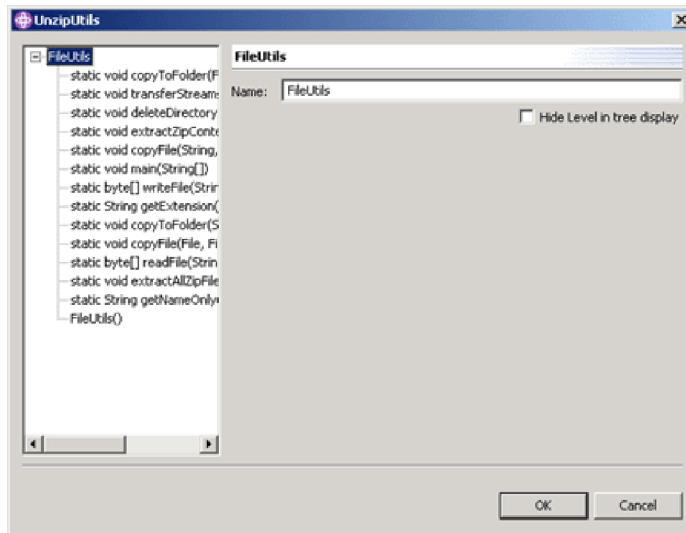 UnzipUtils
FileUtils
static void copyToFolder(F
static void transferStream
static void deleteDirectory
static void extractZipConte
static void copyFile(String,
static void main(String[])
static byte[] writeFile(Strin
static String getExtension(
static void copyToFolder(S
static void copyFile(File, Fi
static byte[] readFile(Strin
static void extractAllZipFile
static String getNameOnly
FileUtils()
FileUtils
Name: FileUtils
Hide Level in tree display
OK Cancel